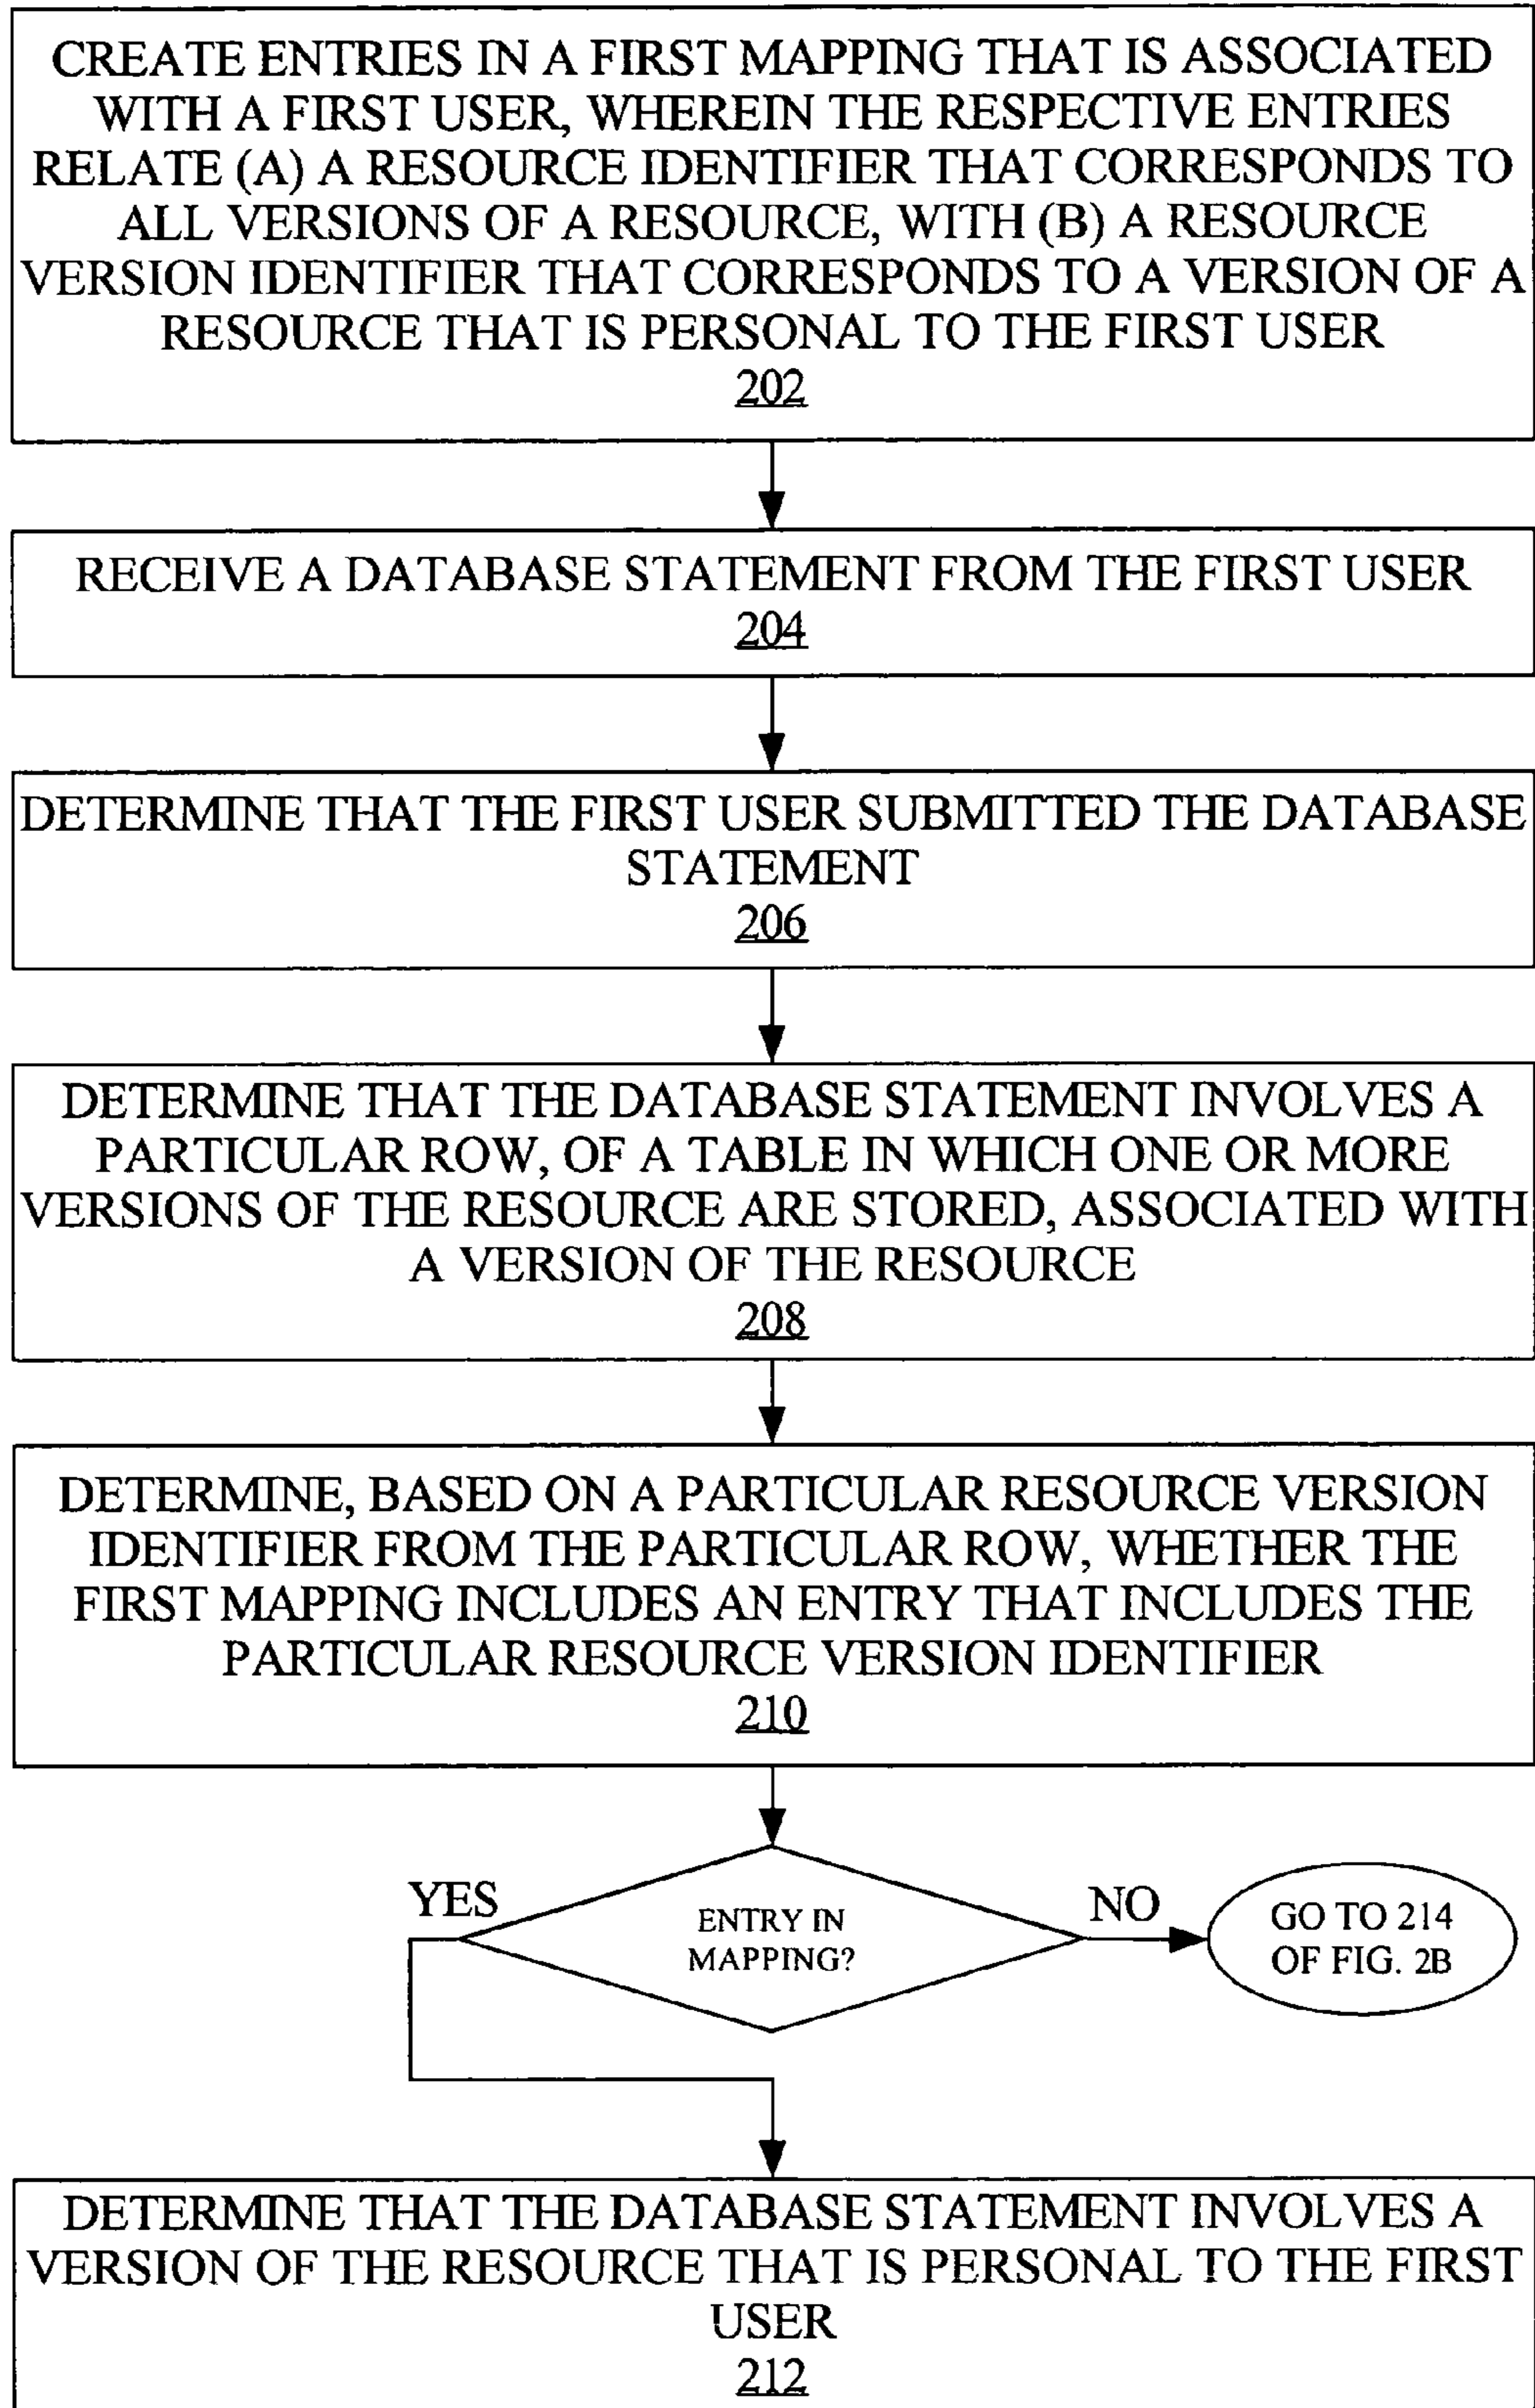 CREATE ENTRIES IN A FIRST MAPPING THAT IS ASSOCIATED
WITH A FIRST USER, WHEREIN THE RESPECTIVE ENTRIES
RELATE (A) A RESOURCE IDENTIFIER THAT CORRESPONDS TO
ALL VERSIONS OF A RESOURCE, WITH (B) A RESOURCE
VERSION IDENTIFIER THAT CORRESPONDS TO A VERSION OF A
RESOURCE THAT IS PERSONAL TO THE FIRST USER
202
RECEIVE A DATABASE STATEMENT FROM THE FIRST USER
204
DETERMINE THAT THE FIRST USER SUBMITTED THE DATABASE
STATEMENT
206
DETERMINE THAT THE DATABASE STATEMENT INVOLVES A
PARTICULAR ROW, OF A TABLE IN WHICH ONE OR MORE
VERSIONS OF THE RESOURCE ARE STORED, ASSOCIATED WITH
A VERSION OF THE RESOURCE
208
DETERMINE, BASED ON A PARTICULAR RESOURCE VERSION
IDENTIFIER FROM THE PARTICULAR ROW, WHETHER THE
FIRST MAPPING INCLUDES AN ENTRY THAT INCLUDES THE
PARTICULAR RESOURCE VERSION IDENTIFIER
210
YES
ENTRY IN
MAPPING?
NO
GO TO 214
OF FIG. 2B
DETERMINE THAT THE DATABASE STATEMENT INVOLVES A
VERSION OF THE RESOURCE THAT IS PERSONAL TO THE FIRST
USER
212